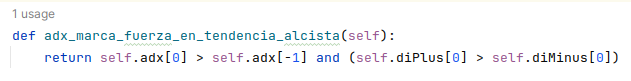 1 usage
def adx_marca_fuerza_en_tendencia_alcista(self):
    return self.adx[0] > self.adx[-1] and (self.diPlus[0] > self.diMinus[0])